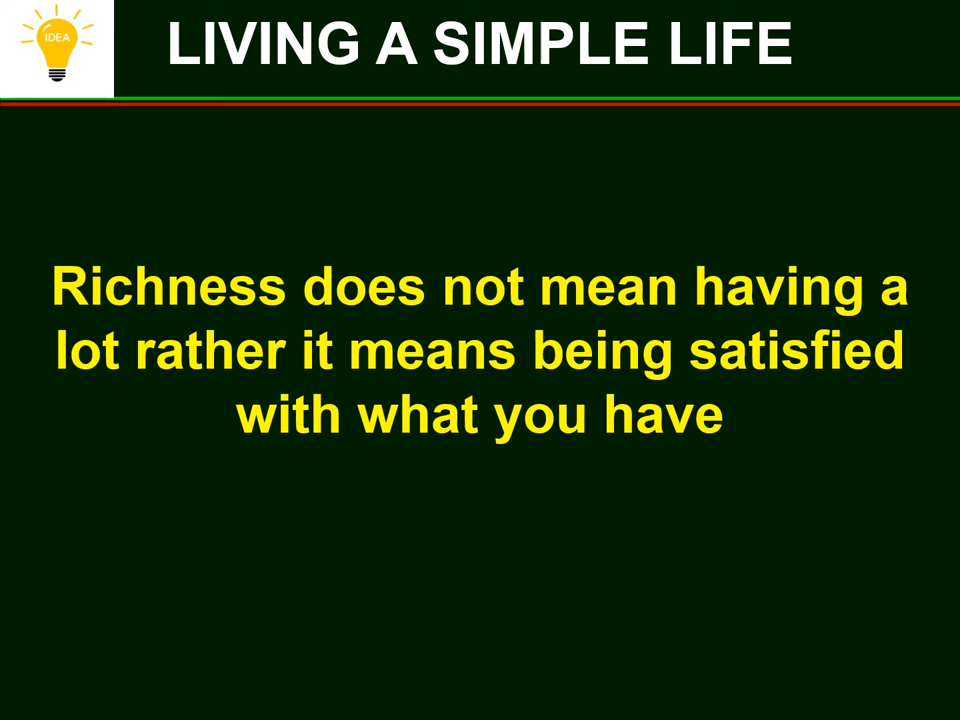 IDEA
LIVING A SIMPLE LIFE
Richness does not mean having a
lot rather it means being satisfied
with what you have